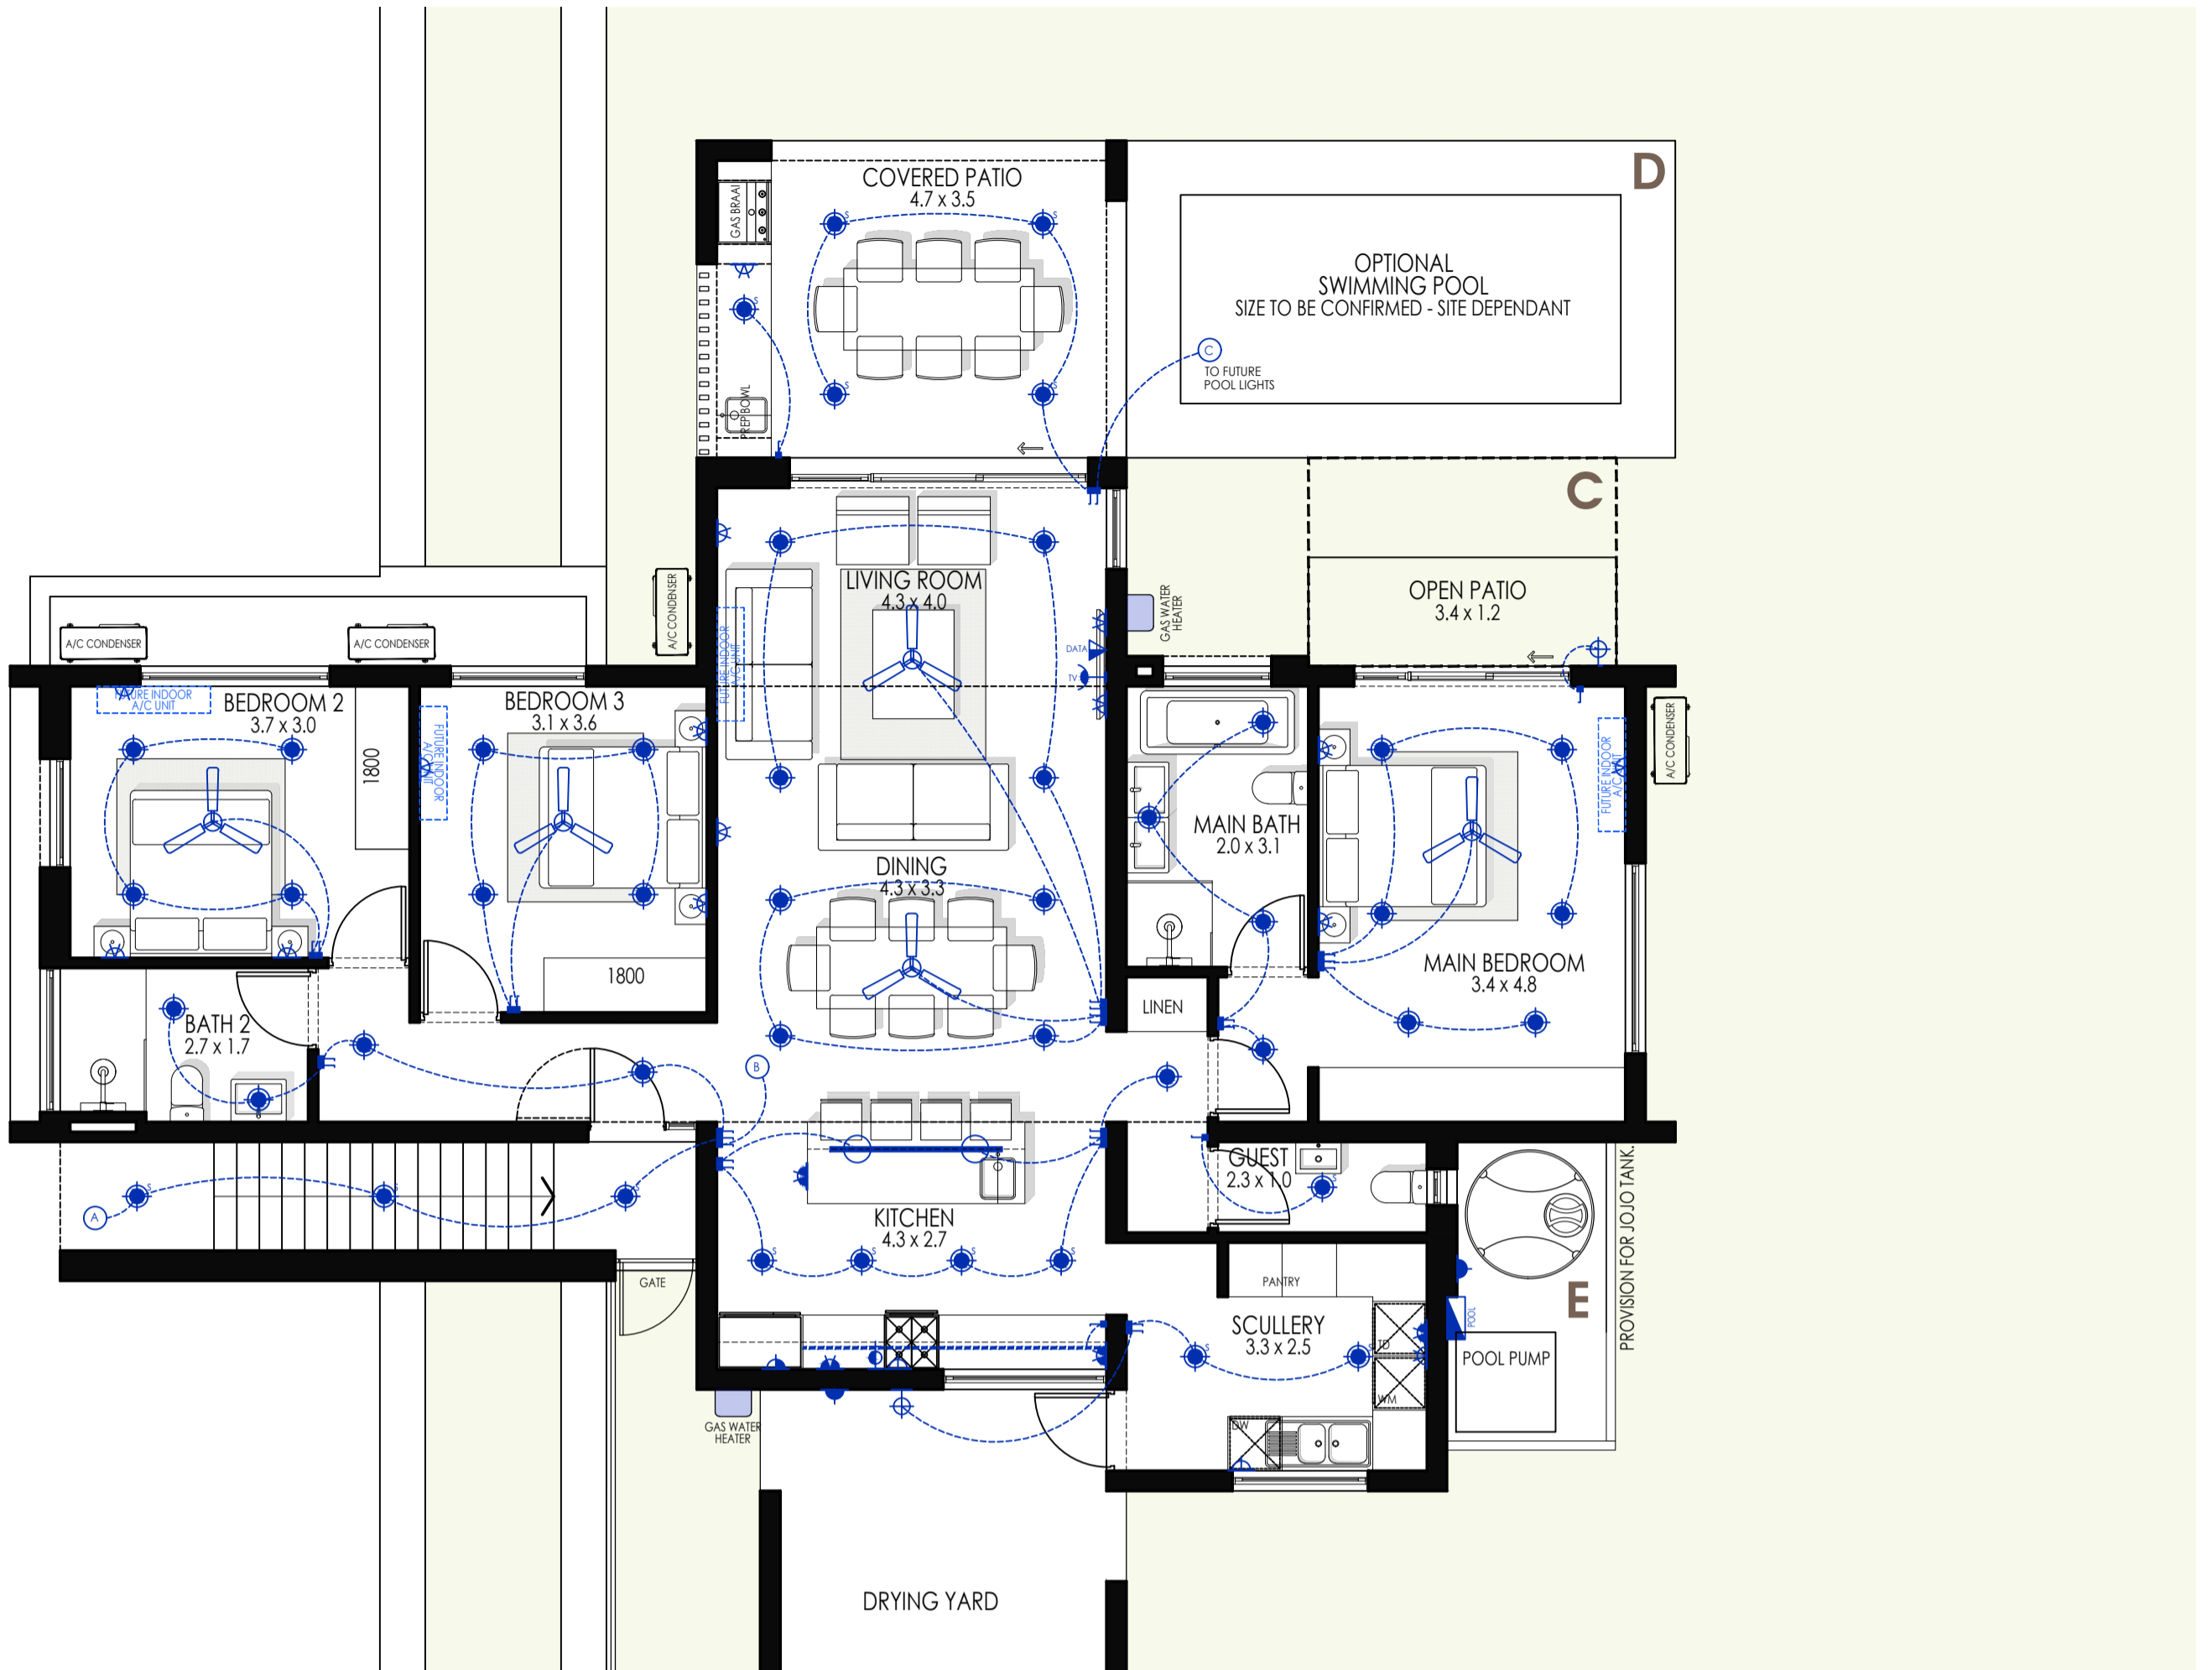 D
COVERED PATIO
4.7 x 3.5
GAS BRAAI
S
S
S
S
S
PREP BOWL
OPTIONAL
SWIMMING POOL
SIZE TO BE CONFIRMED - SITE DEPENDANT
C
TO FUTURE
POOL LIGHTS
C
OPEN PATIO
3.4 x 1.2
LIVING ROOM
4.3 x 4.0
FUTURE INDOOR
A/C UNIT
DATA
TV
GAS WATER
HEATER
A/C CONDENSER
A/C CONDENSER
A/C CONDENSER
FUTURE INDOOR
A/C UNIT
BEDROOM 2
3.7 x 3.0
1800
BEDROOM 3
3.1 x 3.6
FUTURE INDOOR
A/C UNIT
1800
MAIN BATH
2.0 x 3.1
FUTURE INDOOR
A/C UNIT
A/C CONDENSER
MAIN BEDROOM
3.4 x 4.8
DINING
4.3 x 3.3
LINEN
BATH 2
2.7 x 1.7
B
A
S
S
S
GATE
KITCHEN
4.3 x 2.7
S
S
S
S
GUEST
2.3 x 1.0
S
PANTRY
SCULLERY
3.3 x 2.5
S
S
TD
WM
DW
POOL
E
POOL PUMP
PROVISION FOR JOJO TANK.
GAS WATER
HEATER
DRYING YARD